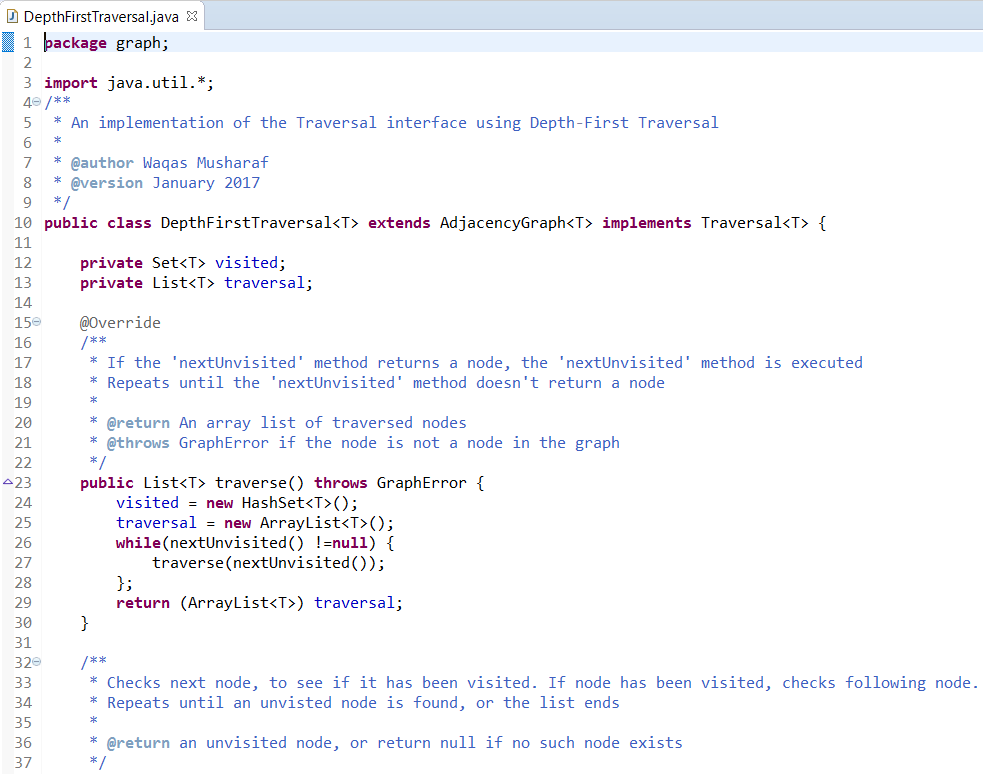 DepthFirstTraversal.java
1 package graph;
2
3 import java.util.*;
4 /**
5  * An implementation of the Traversal interface using Depth-First Traversal
6  *
7  * @author Waqas Musharaf
8  * @version January 2017
9  */
10 public class DepthFirstTraversal<T> extends AdjacencyGraph<T> implements Traversal<T> {
11
12     private Set<T> visited;
13     private List<T> traversal;
14
15     @Override
16     /**
17      * If the 'nextUnvisited' method returns a node, the 'nextUnvisited' method is executed
18      * Repeats until the 'nextUnvisited' method doesn't return a node
19      *
20      * @return An array list of traversed nodes
21      * @throws GraphError if the node is not a node in the graph
22      */
23     public List<T> traverse() throws GraphError {
24         visited = new HashSet<T>();
25         traversal = new ArrayList<T>();
26         while(nextUnvisited() !=null) {
27             traverse(nextUnvisited());
28         };
29         return (ArrayList<T>) traversal;
30     }
31
32     /**
33      * Checks next node, to see if it has been visited. If node has been visited, checks following node.
34      * Repeats until an unvisted node is found, or the list ends
35      *
36      * @return an unvisited node, or return null if no such node exists
37      */